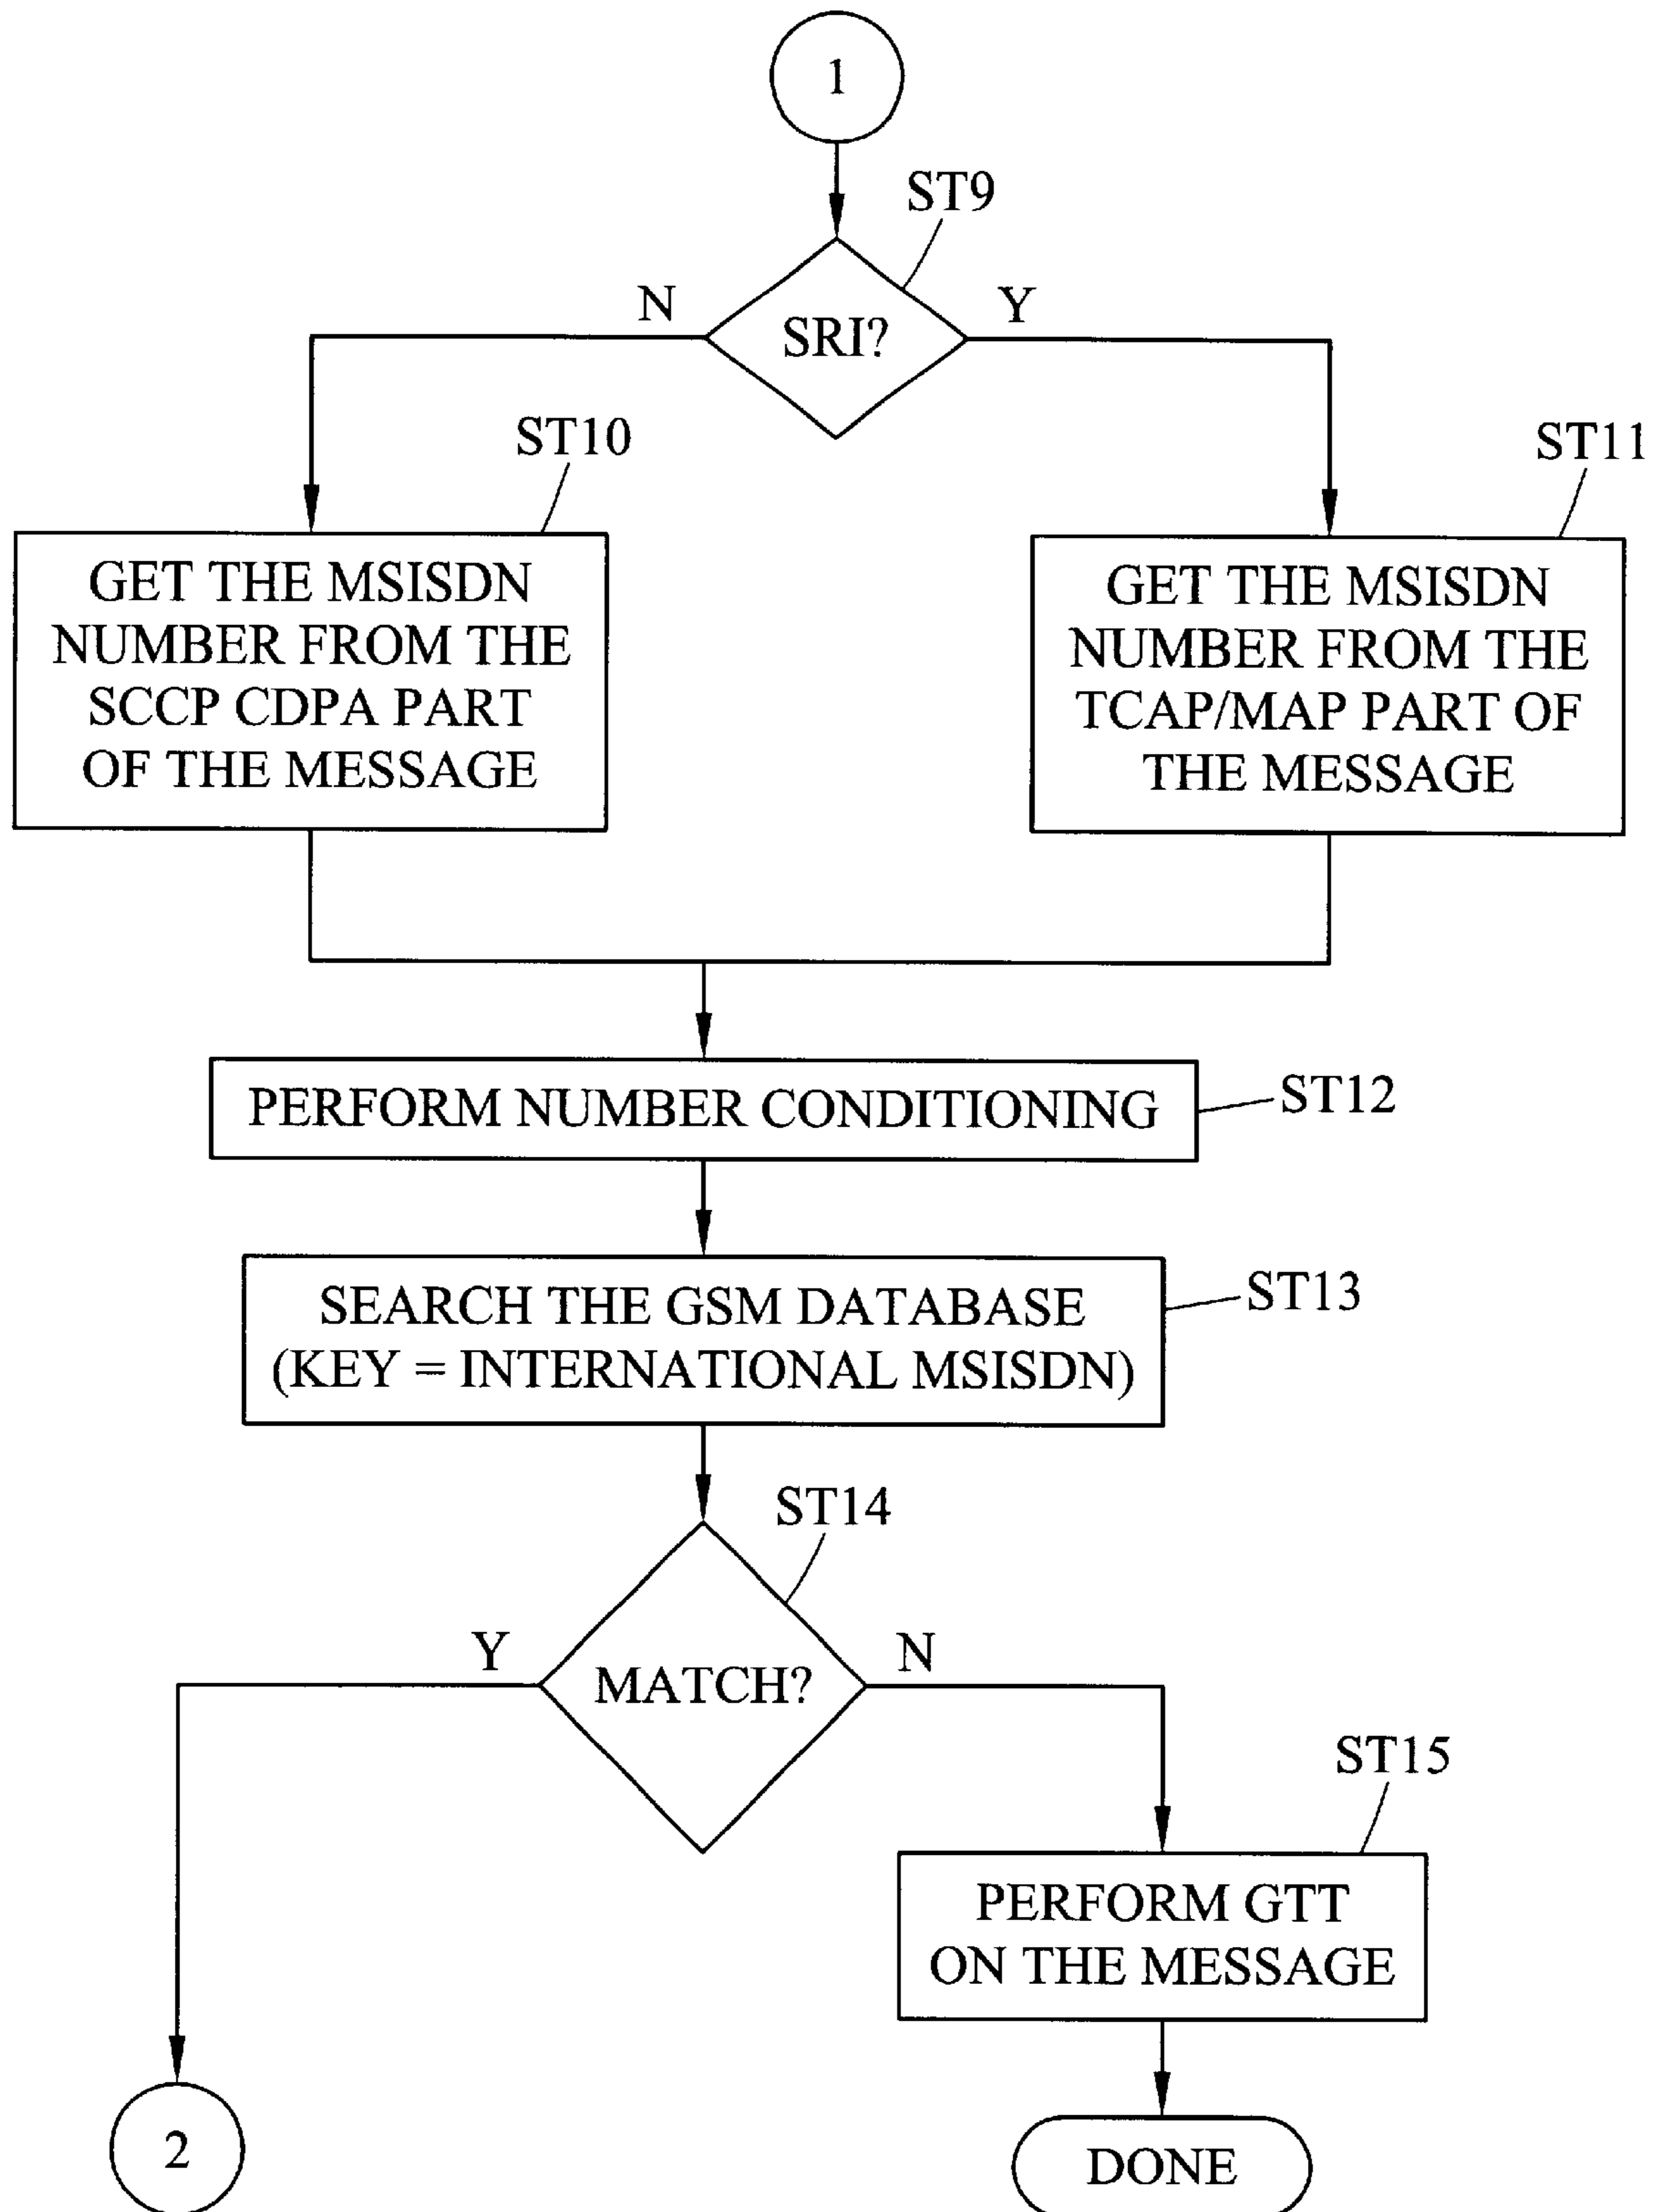 1
ST9
N
SRI?
Y
ST10
ST11
GET THE MSISDN
NUMBER FROM THE
SCCP CDPA PART
OF THE MESSAGE
GET THE MSISDN
NUMBER FROM THE
TCAP/MAP PART OF
THE MESSAGE
PERFORM NUMBER CONDITIONING
ST12
SEARCH THE GSM DATABASE
(KEY = INTERNATIONAL MSISDN)
ST13
ST14
Y
MATCH?
N
ST15
PERFORM GTT
ON THE MESSAGE
2
DONE